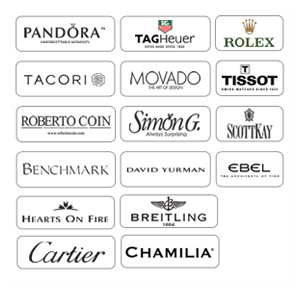 PANDÖRA™
UNFORGETTABLE MOMENTS
TAGHeuer
SWISS MADE SINCE 1860
ROLEX
TACORI
MOVADO
THE ART OF DESIGN
TISSOT
SWISS WATCHES SINCE 1853
ROBERTO COIN
www.robertocoin.com
Simon G.
Always Surprising
SCOTTKAY
BENCHMARK
DAVID YURMAN
EBEL
THE ARCHITECTS OF TIME
HEARTS ON FIRE
BREITLING
1884
Cartier
CHAMILIA™